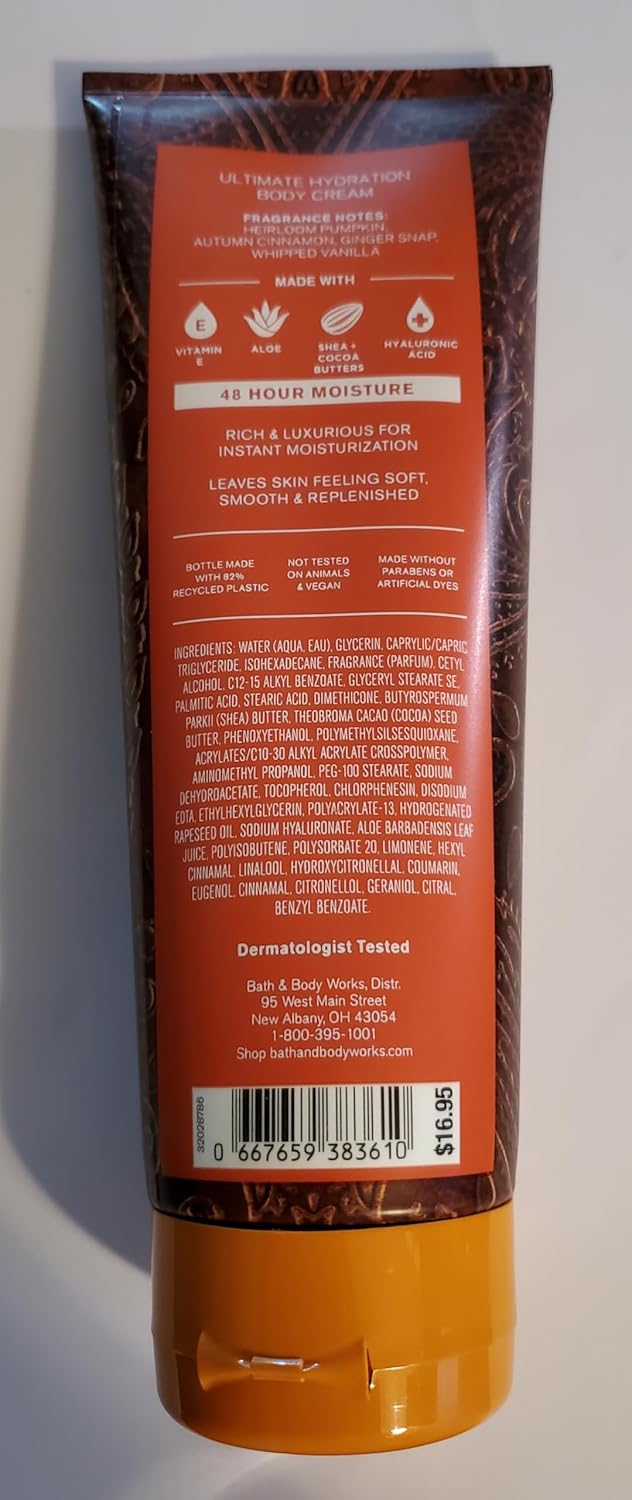 ULTIMATE HYDRATION
BODY CREAM
FRAGRANCE NOTES:
HEIRLOOM PUMPKIN,
AUTUMN CINNAMON, GINGER SNAP,
WHIPPED VANILLA
MADE WITH
E
VITAMIN
E
ALOE
SHEA +
COCOA
BUTTERS
HYALURONIC
ACID
48 HOUR MOISTURE
RICH & LUXURIOUS FOR
INSTANT MOISTURIZATION
LEAVES SKIN FEELING SOFT,
SMOOTH & REPLENISHED
BOTTLE MADE
WITH 82%
RECYCLED PLASTIC
NOT TESTED
ON ANIMALS
& VEGAN
MADE WITHOUT
PARABENS OR
ARTIFICIAL DYES
INGREDIENTS: WATER (AQUA, EAU), GLYCERIN, CAPRYLIC/CAPRIC
TRIGLYCERIDE, ISOHEXADECANE, FRAGRANCE (PARFUM), CETYL
ALCOHOL, C12-15 ALKYL BENZOATE, GLYCERYL STEARATE SE,
PALMITIC ACID, STEARIC ACID, DIMETHICONE, BUTYROSPERMUM
PARKII (SHEA) BUTTER, THEOBROMA CACAO (COCOA) SEED
BUTTER, PHENOXYETHANOL, POLYMETHYLSILSESQUIOXANE,
ACRYLATES/C10-30 ALKYL ACRYLATE CROSSPOLYMER,
AMINOMETHYL PROPANOL, PEG-100 STEARATE, SODIUM
DEHYDROACETATE, TOCOPHEROL, CHLORPHENESIN, DISODIUM
EDTA, ETHYLHEXYLGLYCERIN, POLYACRYLATE-13, HYDROGENATED
RAPESEED OIL, SODIUM HYALURONATE, ALOE BARBADENSIS LEAF
JUICE, POLYISOBUTENE, POLYSORBATE 20, LIMONENE, HEXYL
CINNAMAL, LINALOOL, HYDROXYCITRONELLAL, COUMARIN,
EUGENOL, CINNAMAL, CITRONELLOL, GERANIOL, CITRAL,
BENZYL BENZOATE.
Dermatologist Tested
Bath & Body Works, Distr.
95 West Main Street
New Albany, OH 43054
1-800-395-1001
Shop bathandbodyworks.com
32028786
0 667659 383610
$16.95